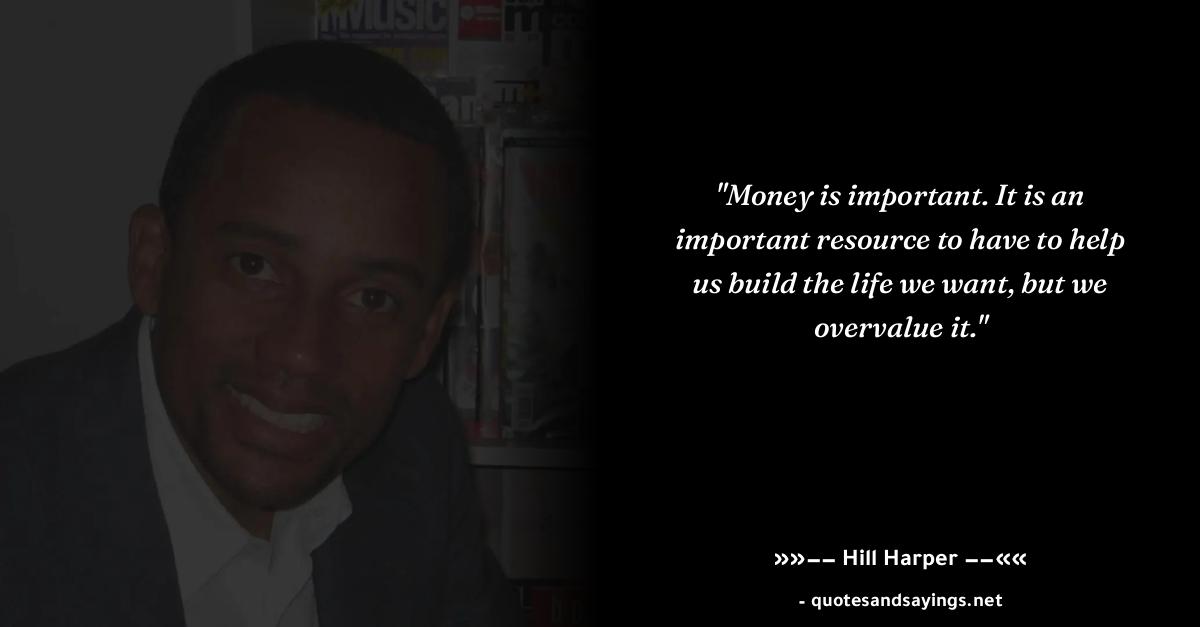 MUSIC
"Money is important. It is an
important resource to have to help
us build the life we want, but we
overvalue it."
»»−− Hill Harper −−««
- quotesandsayings.net